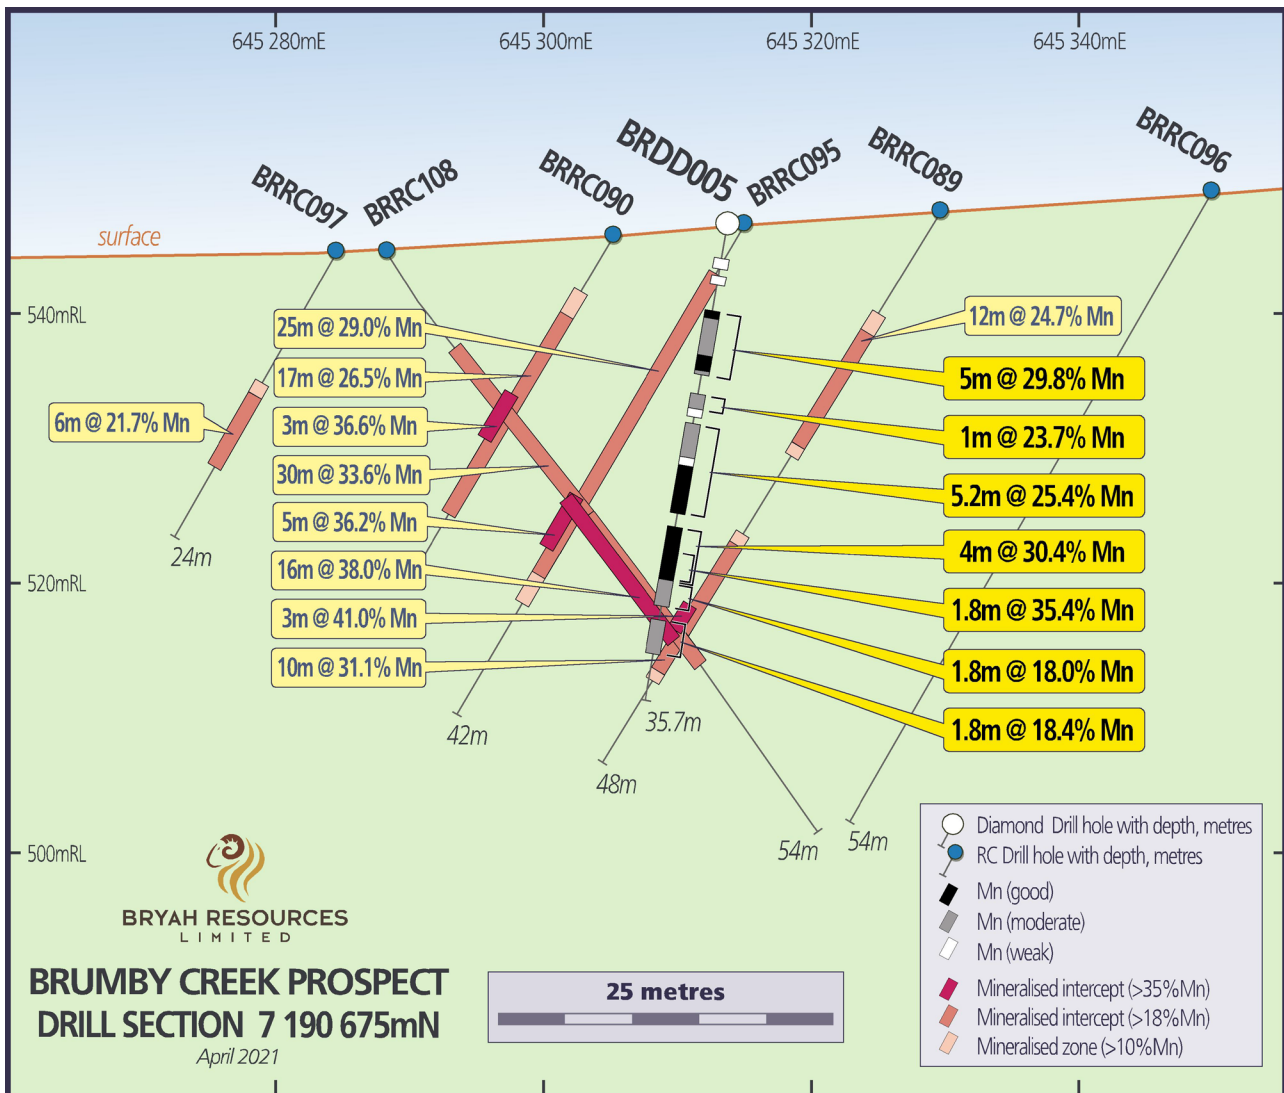 645 280mE
645 300mE
645 320mE
645 340mE
BRRC097
BRRC108
BRRC090
BRDD005
BRRC095
BRRC089
BRRC096
surface
540mRL
520mRL
500mRL
25m @ 29.0% Mn
17m @ 26.5% Mn
3m @ 36.6% Mn
6m @ 21.7% Mn
30m @ 33.6% Mn
5m @ 36.2% Mn
16m @ 38.0% Mn
3m @ 41.0% Mn
10m @ 31.1% Mn
12m @ 24.7% Mn
5m @ 29.8% Mn
1m @ 23.7% Mn
5.2m @ 25.4% Mn
4m @ 30.4% Mn
1.8m @ 35.4% Mn
1.8m @ 18.0% Mn
1.8m @ 18.4% Mn
24m
42m
35.7m
48m
54m
54m
BRYAH RESOURCES
LIMITED
BRUMBY CREEK PROSPECT
DRILL SECTION 7 190 675mN
April 2021
25 metres
Diamond Drill hole with depth, metres
RC Drill hole with depth, metres
Mn (good)
Mn (moderate)
Mn (weak)
Mineralised intercept (>35%Mn)
Mineralised intercept (>18%Mn)
Mineralised zone (>10%Mn)